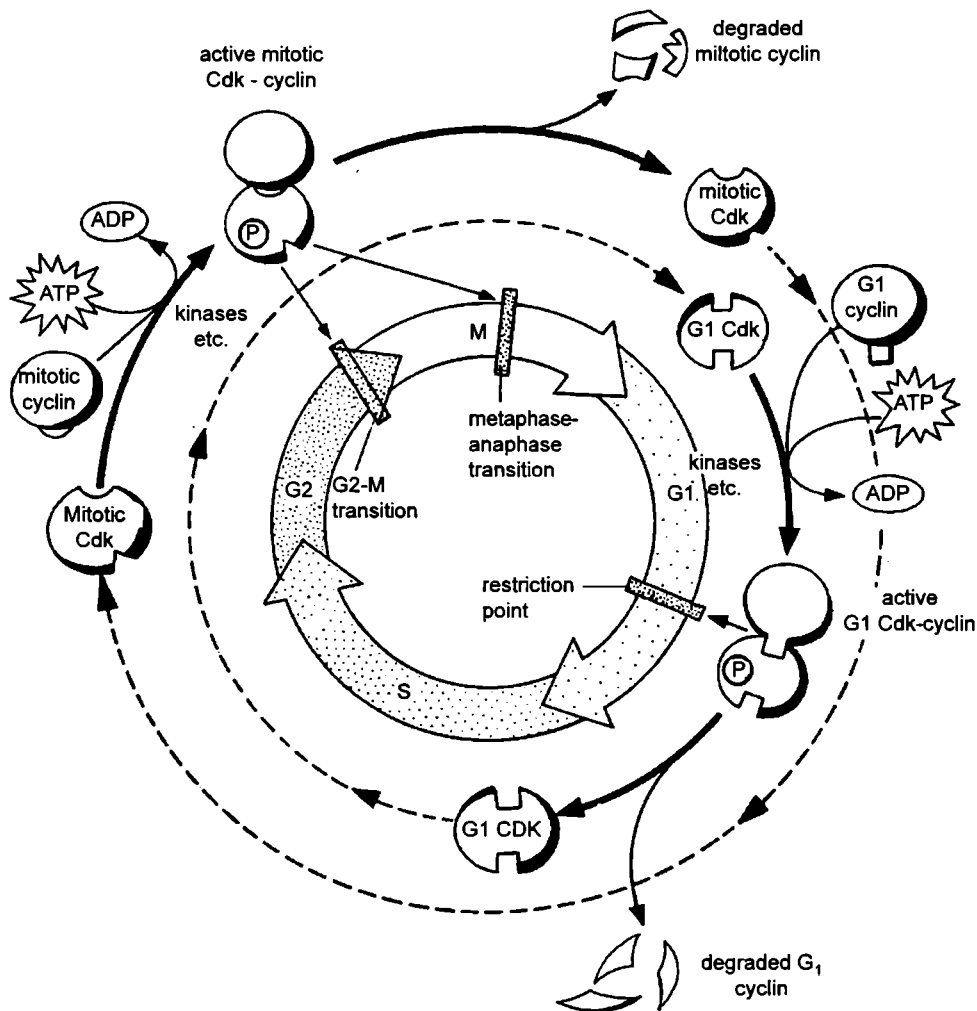 degraded
miltotic cyclin
active mitotic
Cdk - cyclin
mitotic
Cdk
ADP
P
ATP
G1
cyclin
kinases
etc.
M
G1 Cdk
mitotic
cyclin
ATP
metaphase-
anaphase
transition
kinases
etc.
G2
G2-M
transition
G1
ADP
Mitotic
Cdk
restriction
point
active
G1 Cdk-cyclin
P
S
G1 CDK
degraded G₁
cyclin